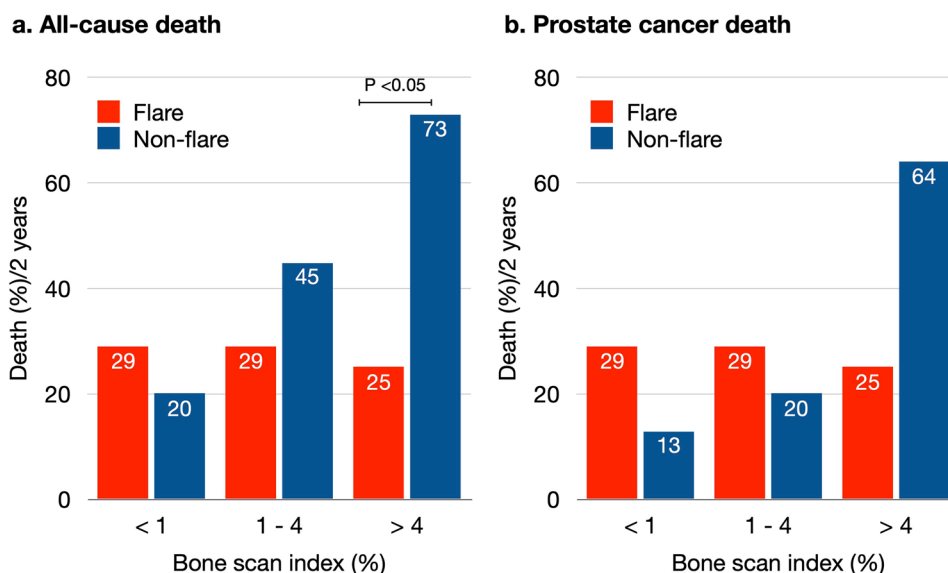 a. All-cause death
Death (%)/2 years
80
60
40
20
0
P <0.05
Flare
Non-flare
29
20
29
45
25
73
< 1
1 - 4
> 4
Bone scan index (%)
b. Prostate cancer death
Death (%)/2 years
80
60
40
20
0
Flare
Non-flare
29
13
29
20
25
64
< 1
1 - 4
> 4
Bone scan index (%)